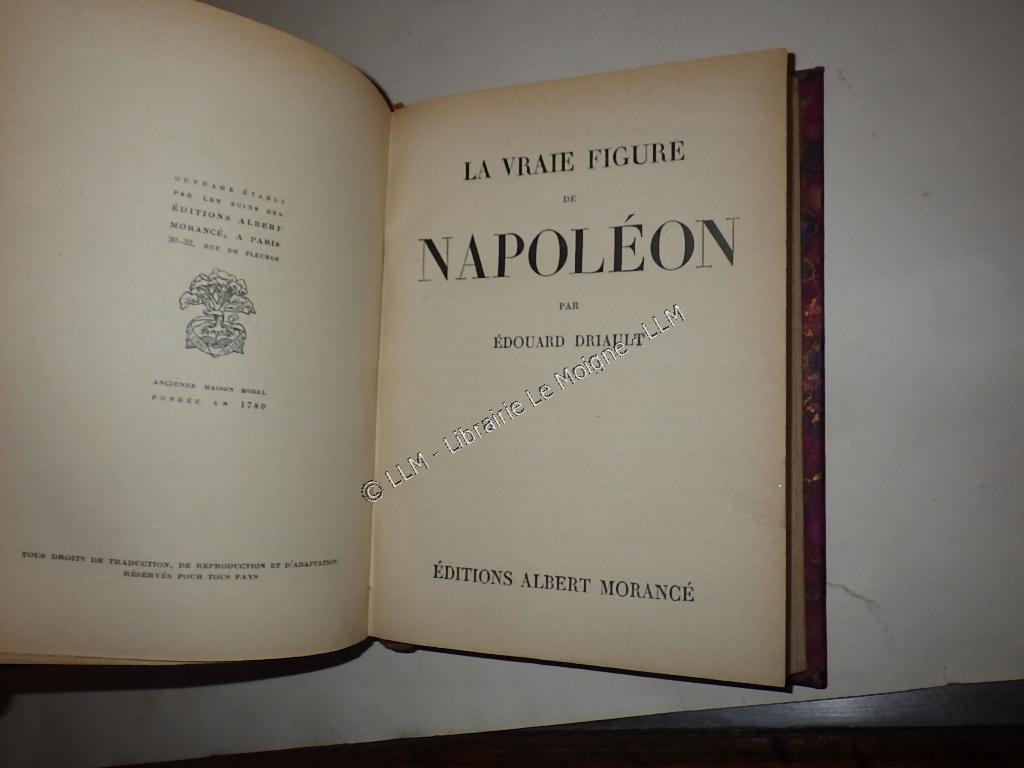 OUVRAGE ÉTABLI
PAR LES SOINS DES
ÉDITIONS ALBERT
MORANCÉ, A PARIS
30-32, RUE DE FLEURUS
ANCIENNE MAISON MOREL
FONDÉE EN 1780
TOUS DROITS DE TRADUCTION, DE REPRODUCTION ET D'ADAPTATION
RÉSERVÉS POUR TOUS PAYS
LA VRAIE FIGURE
DE
NAPOLÉON
PAR
ÉDOUARD DRIAULT
ÉDITIONS ALBERT MORANCÉ
© LLM - Librairie Le Moigne -LLM